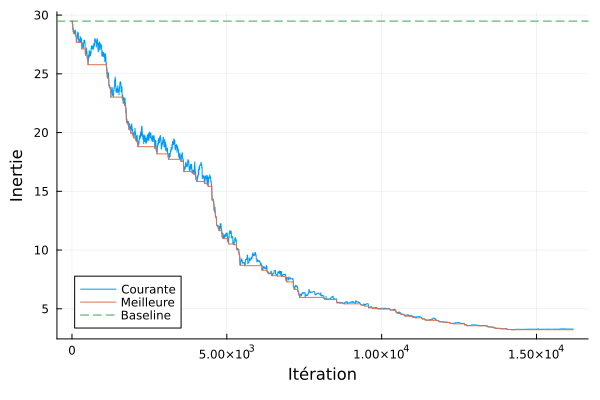 30
25
20
15
10
5
Inertie
Courante
Meilleure
Baseline
0
5.00×10³
1.00×10⁴
1.50×10⁴
Itération